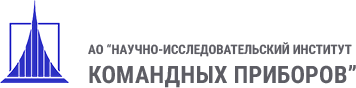 АО “НАУЧНО-ИССЛЕДОВАТЕЛЬСКИЙ ИНСТИТУТ
КОМАНДНЫХ ПРИБОРОВ”